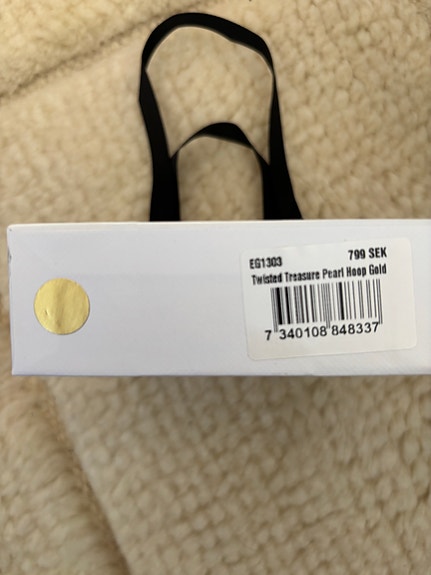 EG1303 799 SEK
Twisted Treasure Pearl Hoop Gold
7 340108 848337